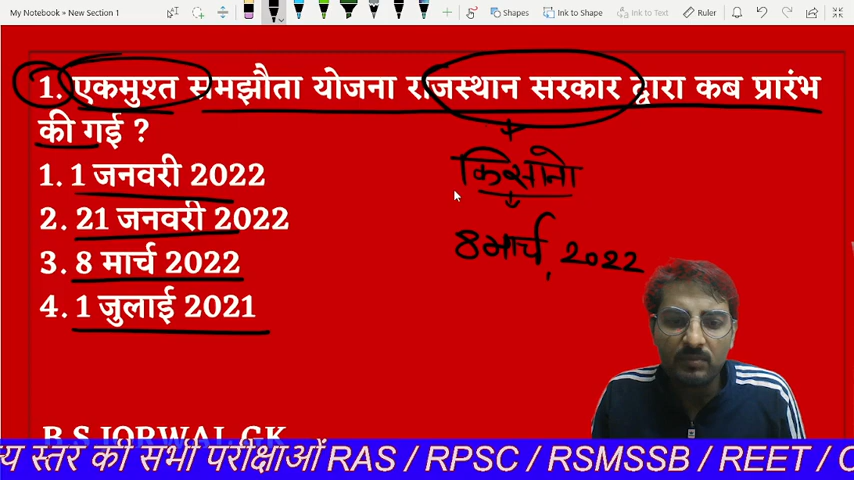 My Notebook » New Section 1
Shapes
Ink to Shape
Ink to Text
Ruler
1. एकमुश्त समझौता योजना राजस्थान सरकार द्वारा कब प्रारंभ
की गई ?
1. 1 जनवरी 2022
2. 21 जनवरी 2022
3. 8 मार्च 2022
4. 1 जुलाई 2021
किसानो
8 मार्च, 2022
B.S JORWAL GK
स्तर की सभी परीक्षाओं RAS / RPSC / RSMSSB / REET / C